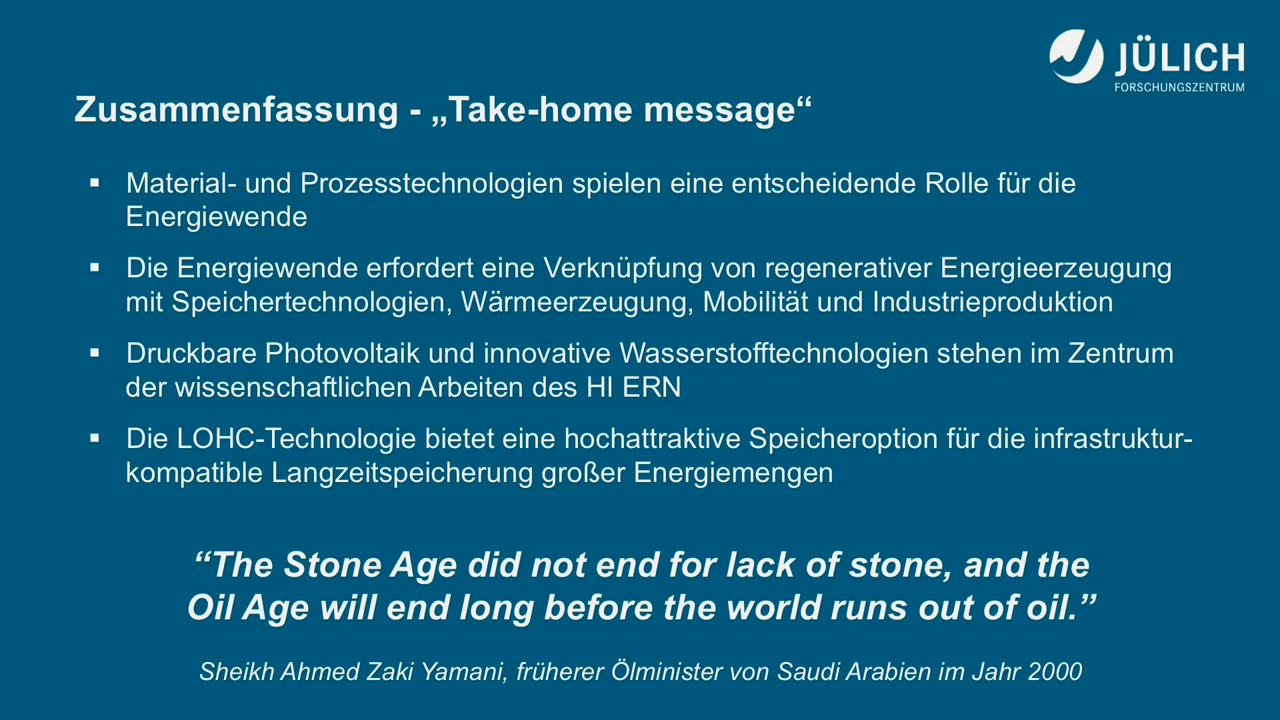 JÜLICH
FORSCHUNGSZENTRUM
Zusammenfassung - „Take-home message“
▪ Material- und Prozesstechnologien spielen eine entscheidende Rolle für die
Energiewende
▪ Die Energiewende erfordert eine Verknüpfung von regenerativer Energieerzeugung
mit Speichertechnologien, Wärmeerzeugung, Mobilität und Industrieproduktion
▪ Druckbare Photovoltaik und innovative Wasserstofftechnologien stehen im Zentrum
der wissenschaftlichen Arbeiten des HI ERN
▪ Die LOHC-Technologie bietet eine hochattraktive Speicheroption für die infrastruktur-
kompatible Langzeitspeicherung großer Energiemengen
“The Stone Age did not end for lack of stone, and the
Oil Age will end long before the world runs out of oil.”
Sheikh Ahmed Zaki Yamani, früherer Ölminister von Saudi Arabien im Jahr 2000